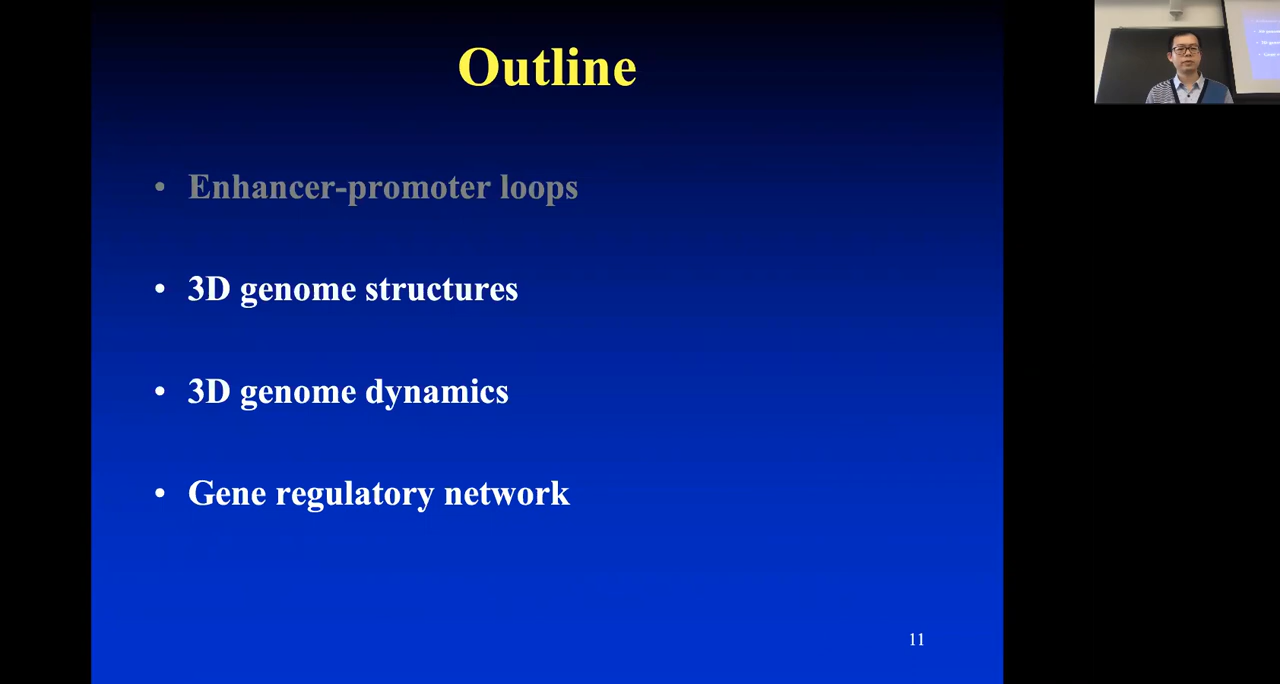 Outline
• Enhancer-promoter loops
• 3D genome structures
• 3D genome dynamics
• Gene regulatory network
11